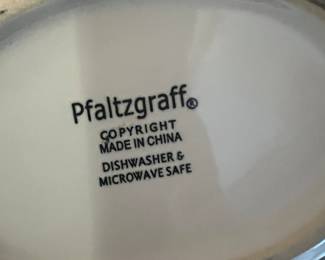 Pfaltzgraff®
COPYRIGHT
MADE IN CHINA
DISHWASHER &
MICROWAVE SAFE